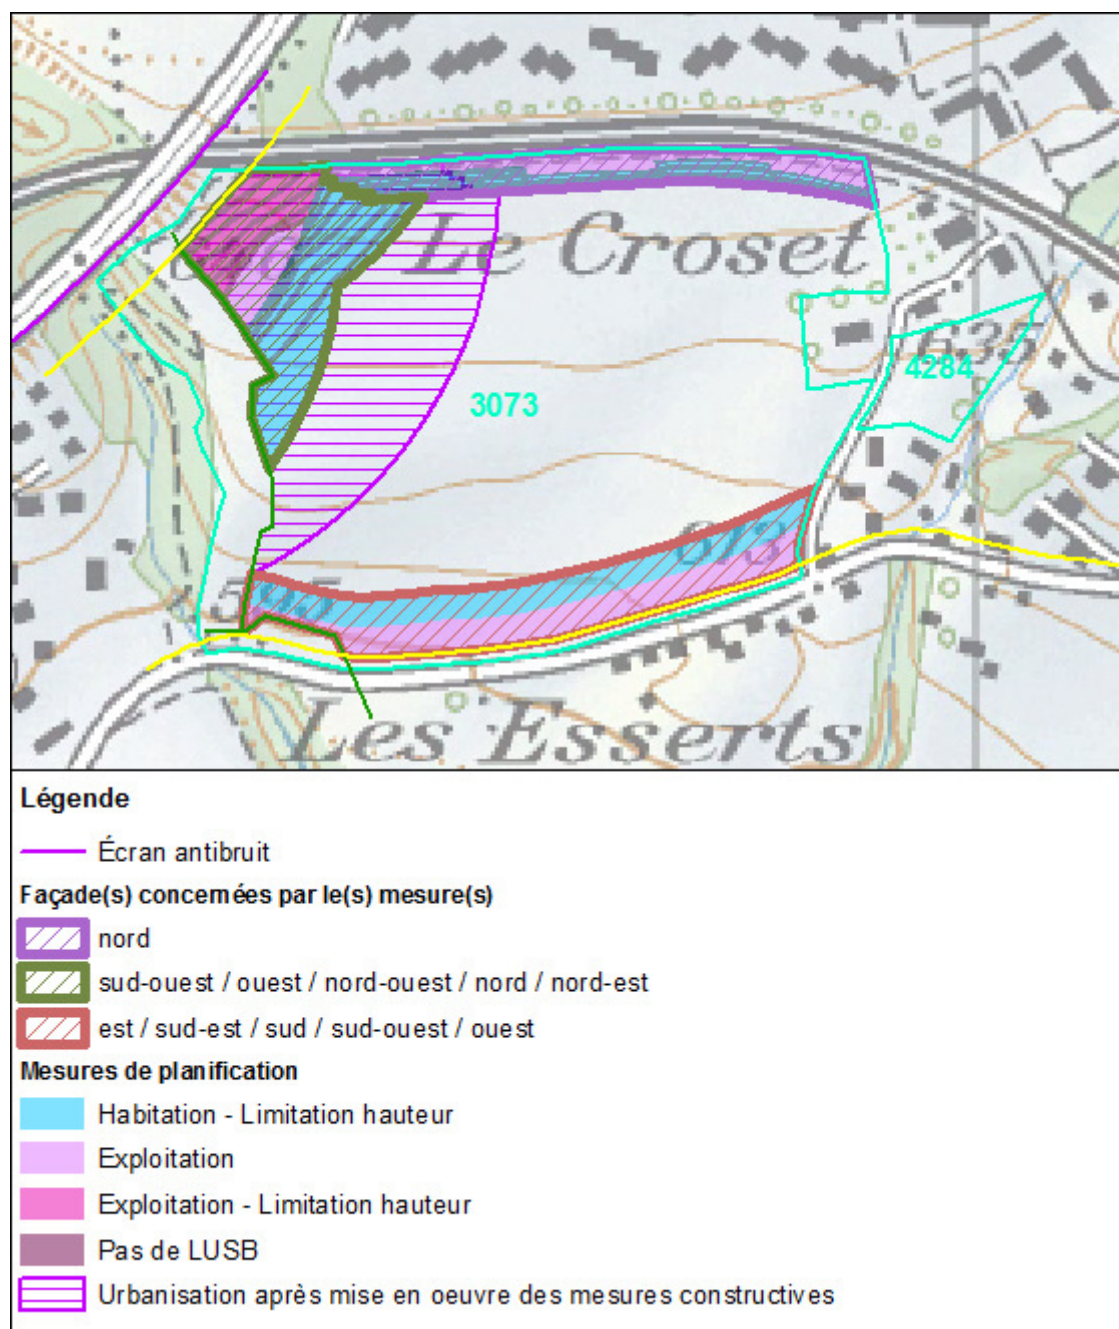 Le Croset
635
4284
3073
613
595
Les Esserts
Légende
Écran antibruit
Façade(s) concernées par le(s) mesure(s)
nord
sud-ouest / ouest / nord-ouest / nord / nord-est
est / sud-est / sud / sud-ouest / ouest
Mesures de planification
Habitation - Limitation hauteur
Exploitation
Exploitation - Limitation hauteur
Pas de LUSB
Urbanisation après mise en oeuvre des mesures constructives